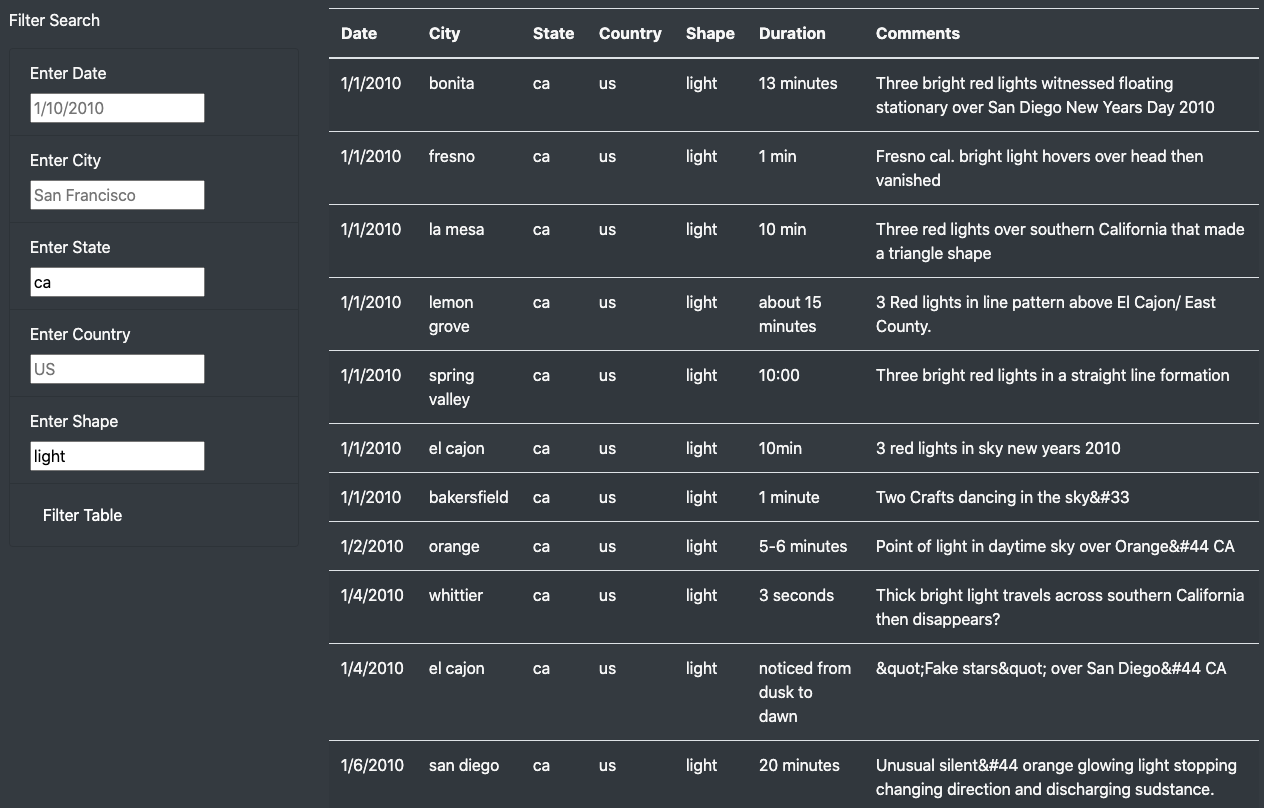 Filter Search
Enter Date
1/10/2010
Enter City
San Francisco
Enter State
ca
Enter Country
US
Enter Shape
light
Filter Table
Date City State Country Shape Duration Comments
1/1/2010 bonita ca us light 13 minutes Three bright red lights witnessed floating
stationary over San Diego New Years Day 2010
1/1/2010 fresno ca us light 1 min Fresno cal. bright light hovers over head then
vanished
1/1/2010 la mesa ca us light 10 min Three red lights over southern California that made
a triangle shape
1/1/2010 lemon ca us light about 15 3 Red lights in line pattern above El Cajon/ East
grove minutes County.
1/1/2010 spring ca us light 10:00 Three bright red lights in a straight line formation
valley
1/1/2010 el cajon ca us light 10min 3 red lights in sky new years 2010
1/1/2010 bakersfield ca us light 1 minute Two Crafts dancing in the sky&#33
1/2/2010 orange ca us light 5-6 minutes Point of light in daytime sky over Orange&#44 CA
1/4/2010 whittier ca us light 3 seconds Thick bright light travels across southern California
then disappears?
1/4/2010 el cajon ca us light noticed from &quot;Fake stars&quot; over San Diego&#44 CA
dusk to
dawn
1/6/2010 san diego ca us light 20 minutes Unusual silent&#44 orange glowing light stopping
changing direction and discharging sudstance.